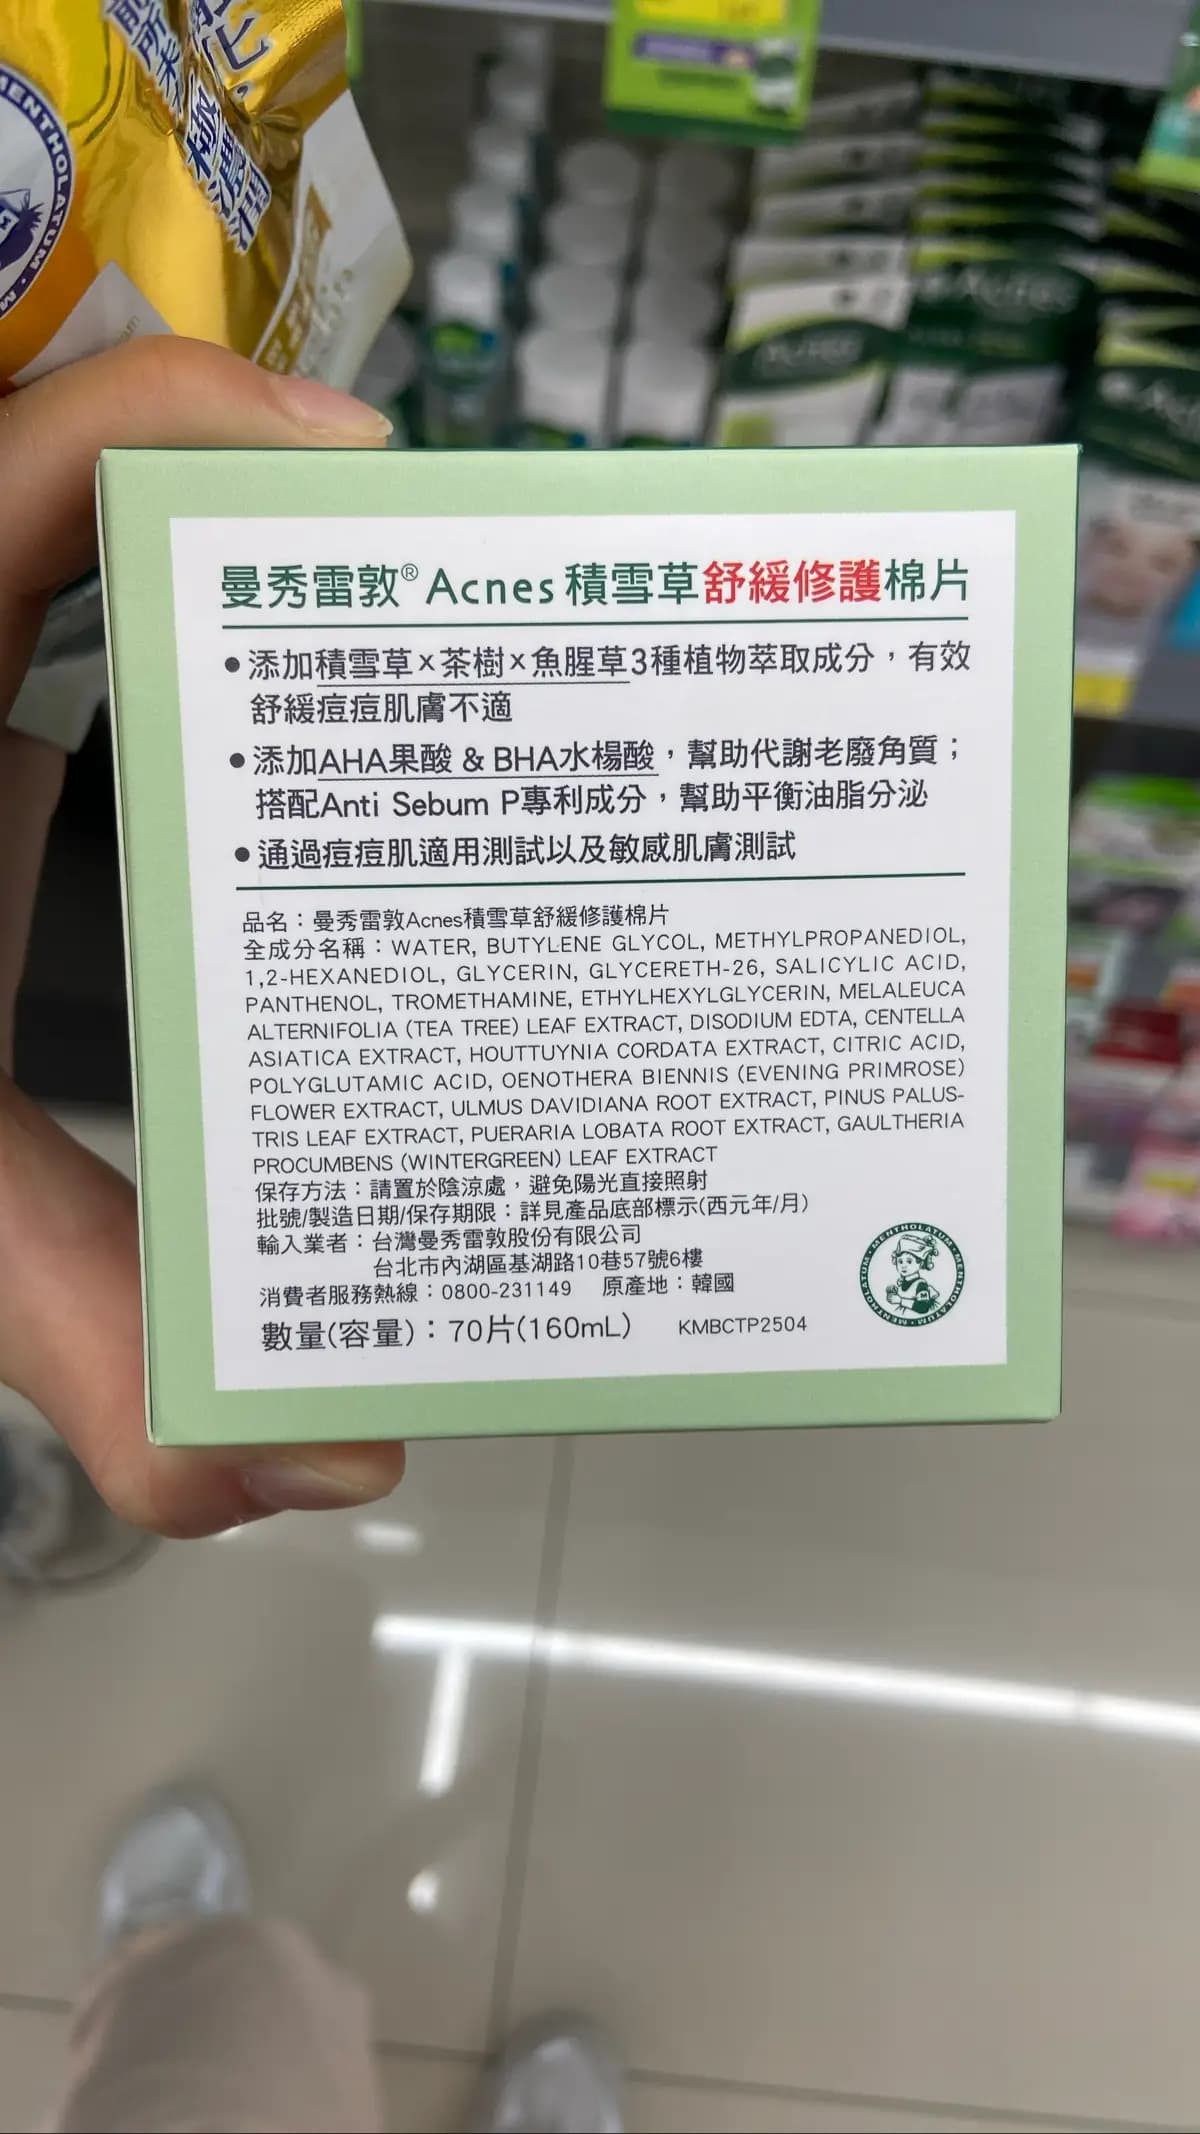 MENTHOLATUM
極潤
曼秀雷敦® Acnes 積雪草舒緩修護棉片
●添加積雪草×茶樹×魚腥草3種植物萃取成分，有效
舒緩痘痘肌膚不適
●添加AHA果酸 & BHA水楊酸，幫助代謝老廢角質；
搭配Anti Sebum P專利成分，幫助平衡油脂分泌
●通過痘痘肌適用測試以及敏感肌膚測試
品名：曼秀雷敦Acnes積雪草舒緩修護棉片
全成分名稱：WATER, BUTYLENE GLYCOL, METHYLPROPANEDIOL,
1,2-HEXANEDIOL, GLYCERIN, GLYCERETH-26, SALICYLIC ACID,
PANTHENOL, TROMETHAMINE, ETHYLHEXYLGLYCERIN, MELALEUCA
ALTERNIFOLIA (TEA TREE) LEAF EXTRACT, DISODIUM EDTA, CENTELLA
ASIATICA EXTRACT, HOUTTUYNIA CORDATA EXTRACT, CITRIC ACID,
POLYGLUTAMIC ACID, OENOTHERA BIENNIS (EVENING PRIMROSE)
FLOWER EXTRACT, ULMUS DAVIDIANA ROOT EXTRACT, PINUS PALUS-
TRIS LEAF EXTRACT, PUERARIA LOBATA ROOT EXTRACT, GAULTHERIA
PROCUMBENS (WINTERGREEN) LEAF EXTRACT
保存方法：請置於陰涼處，避免陽光直接照射
批號/製造日期/保存期限：詳見產品底部標示(西元年/月)
輸入業者：台灣曼秀雷敦股份有限公司
台北市內湖區基湖路10巷57號6樓
消費者服務熱線：0800-231149 原產地：韓國
數量(容量)：70片(160mL) KMBCTP2504
MENTHOLATUM • MENTHOLATUM • MENTHOLATUM